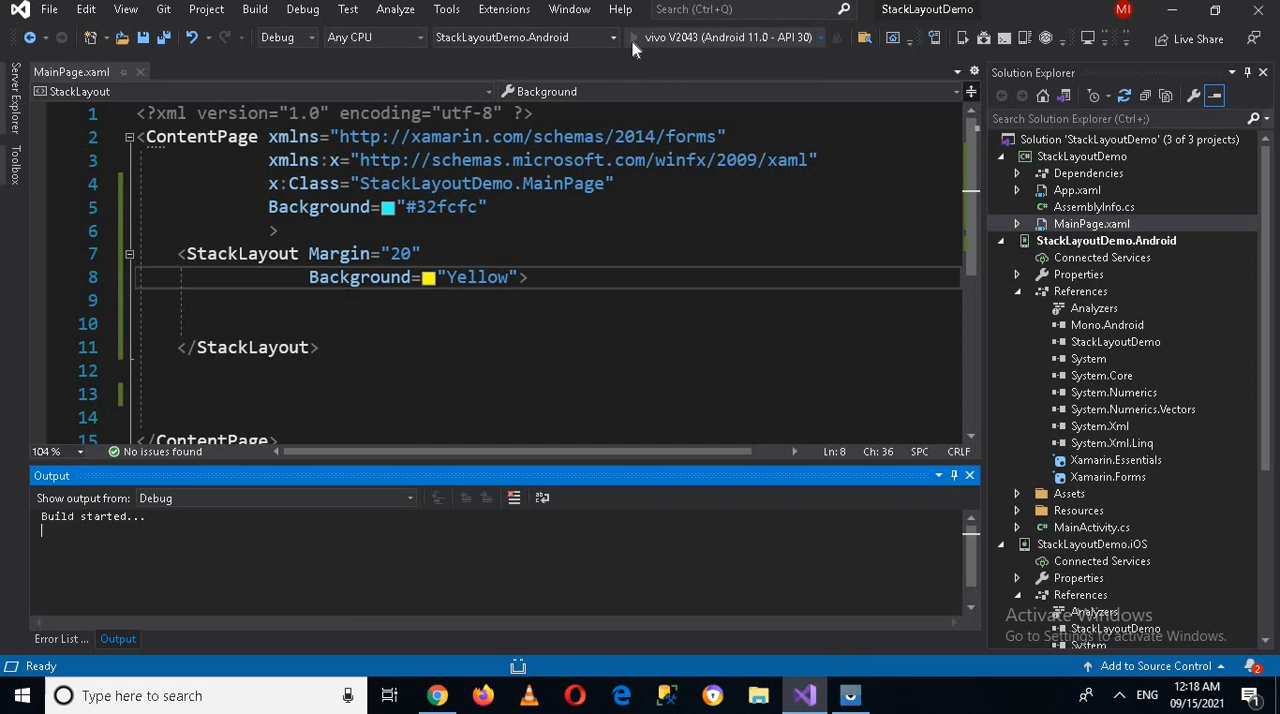 File Edit View Git Project Build Debug Test Analyze Tools Extensions Window Help Search (Ctrl+Q) StackLayoutDemo MI
Debug Any CPU StackLayoutDemo.Android vivo V2043 (Android 11.0 - API 30) Live Share
Server Explorer
Toolbox
MainPage.xaml
StackLayout Background
1 <?xml version="1.0" encoding="utf-8" ?>
2 <ContentPage xmlns="http://xamarin.com/schemas/2014/forms"
3 xmlns:x="http://schemas.microsoft.com/winfx/2009/xaml"
4 x:Class="StackLayoutDemo.MainPage"
5 Background="#32fcfc"
6 >
7 <StackLayout Margin="20"
8 Background="Yellow">
9
10
11 </StackLayout>
12
13
14
15 </ContentPage>
104 % No issues found Ln: 8 Ch: 36 SPC CRLF
Output
Show output from: Debug
Build started...
Error List ... Output
Solution Explorer
Search Solution Explorer (Ctrl+;)
Solution 'StackLayoutDemo' (3 of 3 projects)
StackLayoutDemo
Dependencies
App.xaml
AssemblyInfo.cs
MainPage.xaml
StackLayoutDemo.Android
Connected Services
Properties
References
Analyzers
Mono.Android
StackLayoutDemo
System
System.Core
System.Numerics
System.Numerics.Vectors
System.Xml
System.Xml.Linq
Xamarin.Essentials
Xamarin.Forms
Assets
Resources
MainActivity.cs
StackLayoutDemo.iOS
Connected Services
Properties
References
Analyzers
StackLayoutDemo
System
Activate Windows
Go to Settings to activate Windows.
Ready Add to Source Control 2
Type here to search ENG 12:18 AM
09/15/2021 1